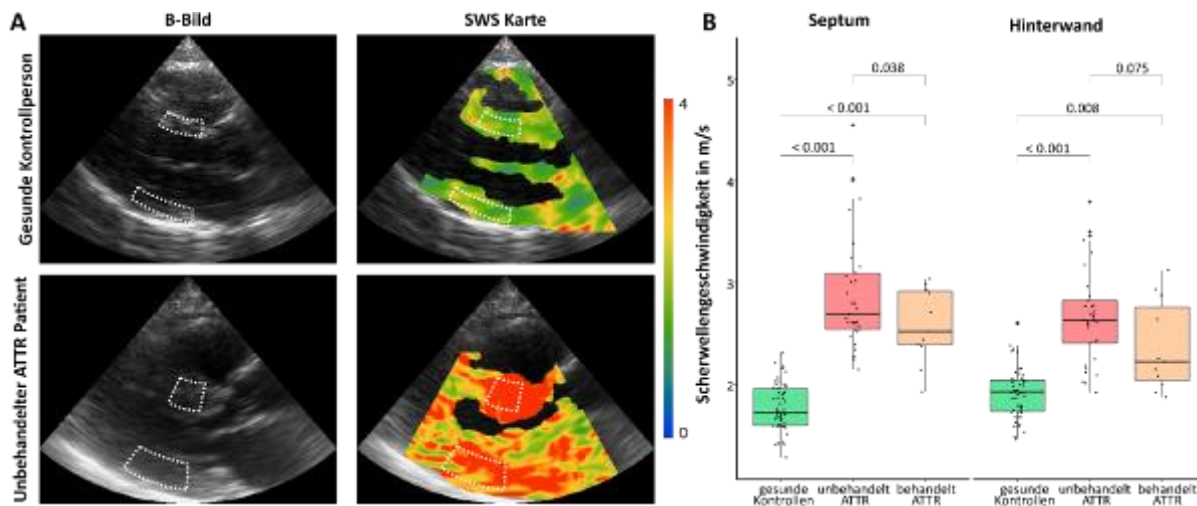 A
B-Bild
SWS Karte
Gesunde Kontrollperson
Unbehandelter ATTR Patient
4
0
B
Septum
Hinterwand
Scherwellengeschwindigkeit in m/s
5
4
3
2
0.038
< 0.001
< 0.001
0.075
0.008
< 0.001
gesunde
Kontrollen
unbehandelt
ATTR
behandelt
ATTR
gesunde
Kontrollen
unbehandelt
ATTR
behandelt
ATTR